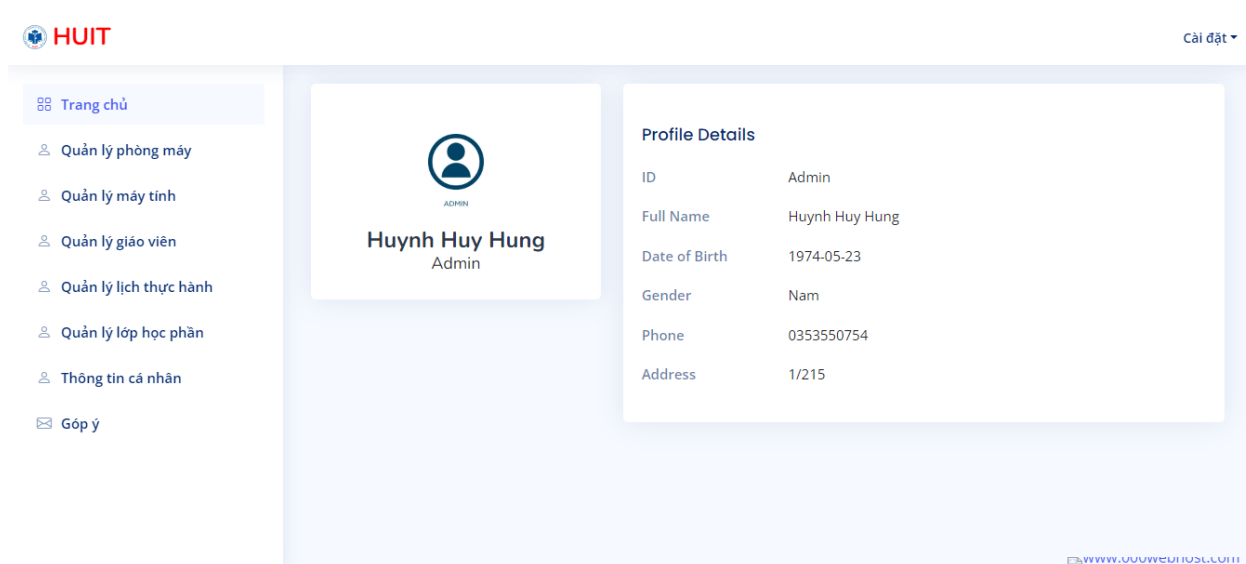 HUIT
Cài đặt
Trang chủ
Quản lý phòng máy
Quản lý máy tính
Quản lý giáo viên
Quản lý lịch thực hành
Quản lý lớp học phần
Thông tin cá nhân
Góp ý
ADMIN
Huynh Huy Hung
Admin
Profile Details
ID Admin
Full Name Huynh Huy Hung
Date of Birth 1974-05-23
Gender Nam
Phone 0353550754
Address 1/215
www.000webhost.com